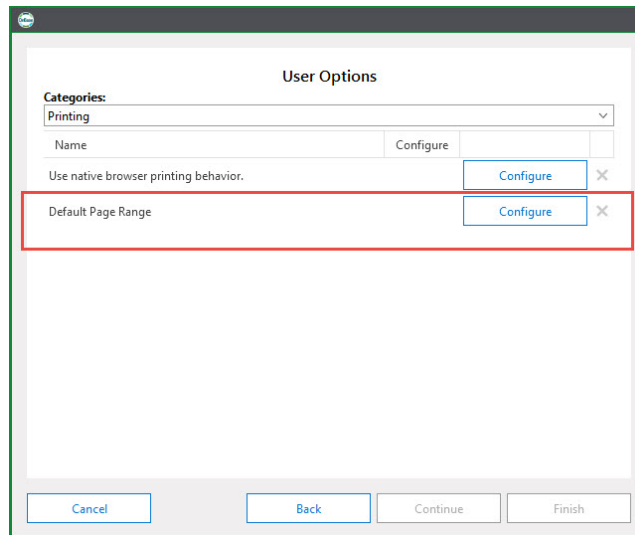 User Options
Categories:
Printing
Name Configure
Use native browser printing behavior. Configure
Default Page Range Configure
Cancel Back Continue Finish